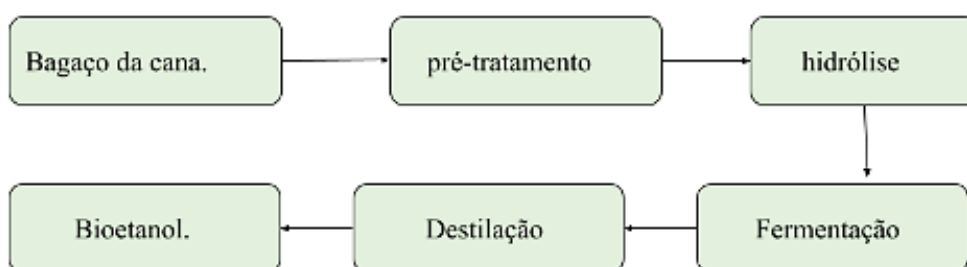 Bagaço da cana.
pré-tratamento
hidrólise
Fermentação
Destilação
Bioetanol.